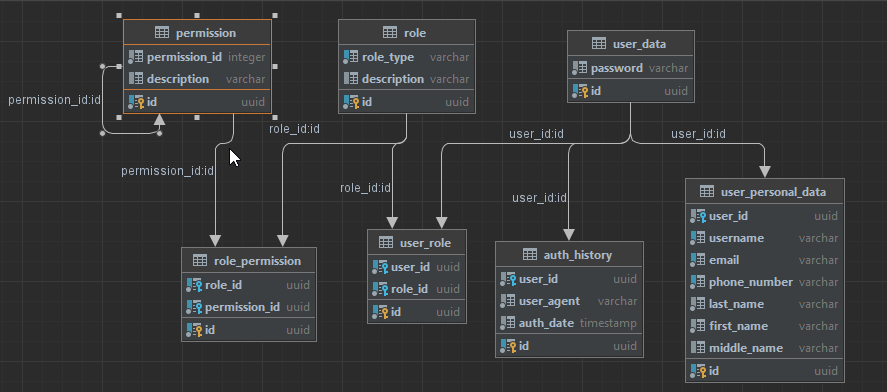 permission
permission_id integer
description varchar
id uuid
role
role_type varchar
description varchar
id uuid
user_data
password varchar
id uuid
permission_id:id
role_id:id
user_id:id
user_id:id
permission_id:id
role_id:id
user_id:id
role_permission
role_id uuid
permission_id uuid
id uuid
user_role
user_id uuid
role_id uuid
id uuid
auth_history
user_id uuid
user_agent varchar
auth_date timestamp
id uuid
user_personal_data
user_id uuid
username varchar
email varchar
phone_number varchar
last_name varchar
first_name varchar
middle_name varchar
id uuid